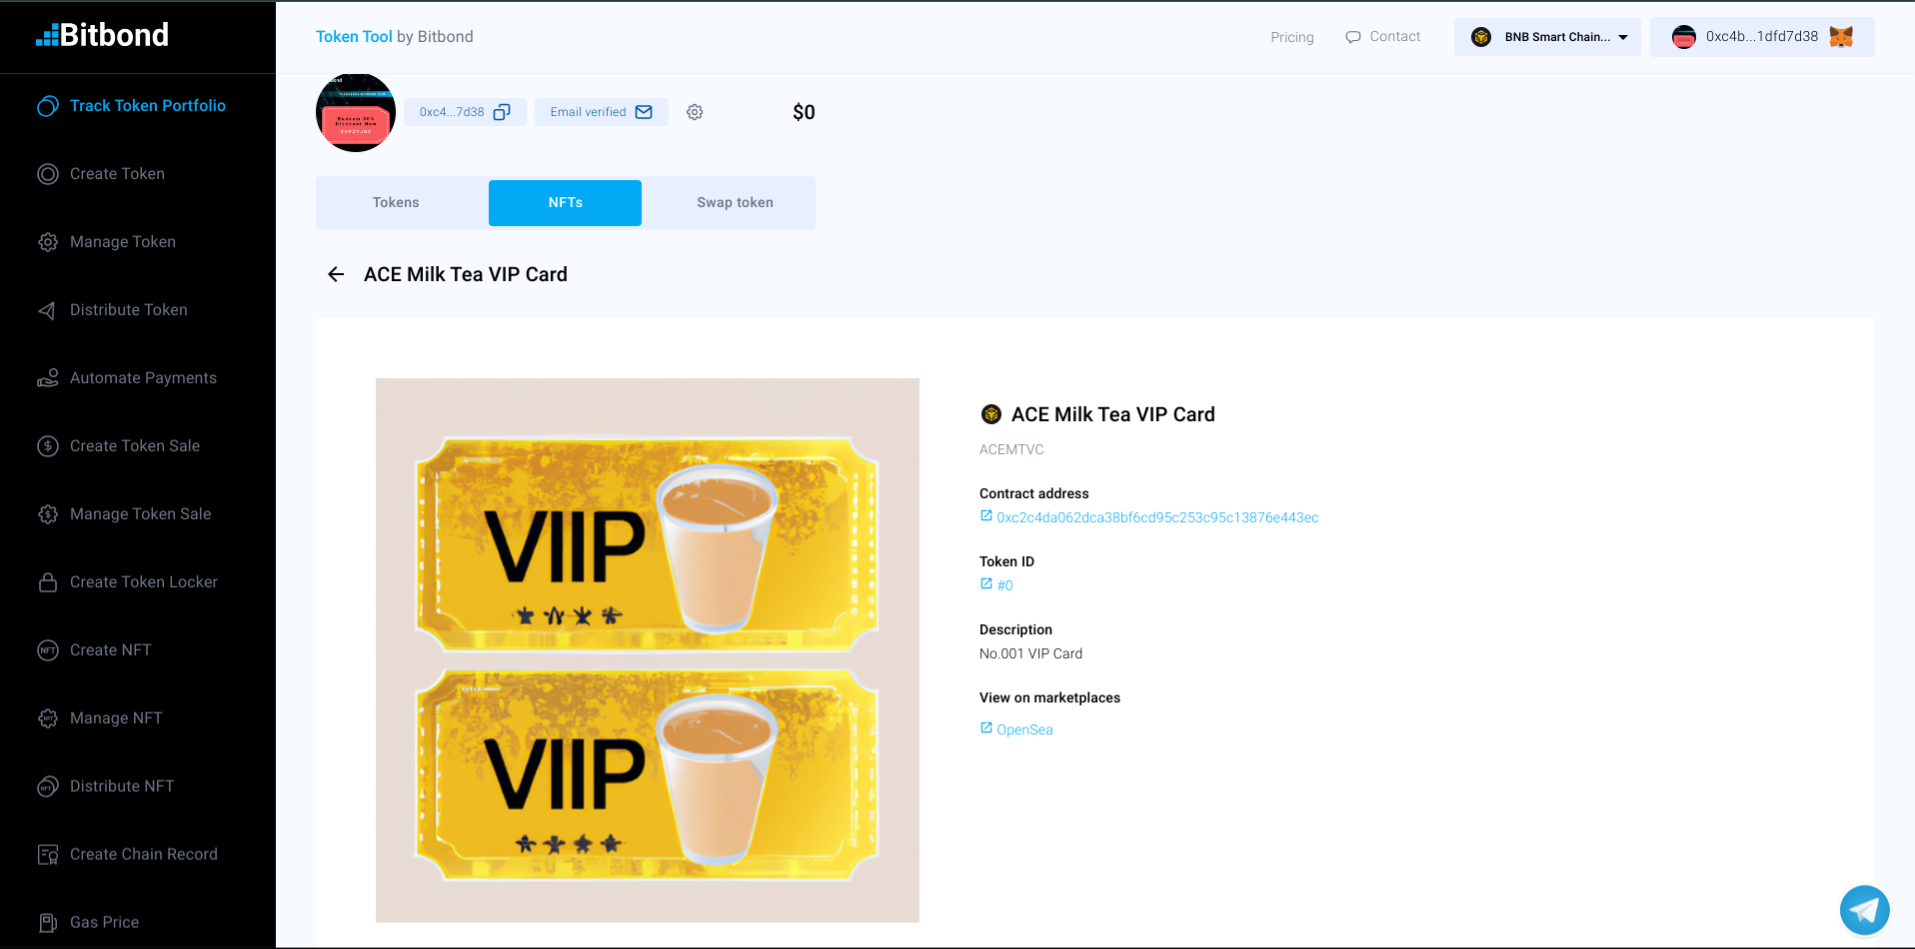 Bitbond
Token Tool by Bitbond
Pricing
Contact
BNB Smart Chain...
0xc4b...1dfd7d38
Track Token Portfolio
Create Token
Manage Token
Distribute Token
Automate Payments
Create Token Sale
Manage Token Sale
Create Token Locker
Create NFT
Manage NFT
Distribute NFT
Create Chain Record
Gas Price
0xc4...7d38
Email verified
$0
Tokens
NFTs
Swap token
ACE Milk Tea VIP Card
VIIP
VIIP
ACE Milk Tea VIP Card
ACEMTVC
Contract address
0xc2c4da062dca38bf6cd95c253c95c13876e443ec
Token ID
#0
Description
No.001 VIP Card
View on marketplaces
OpenSea